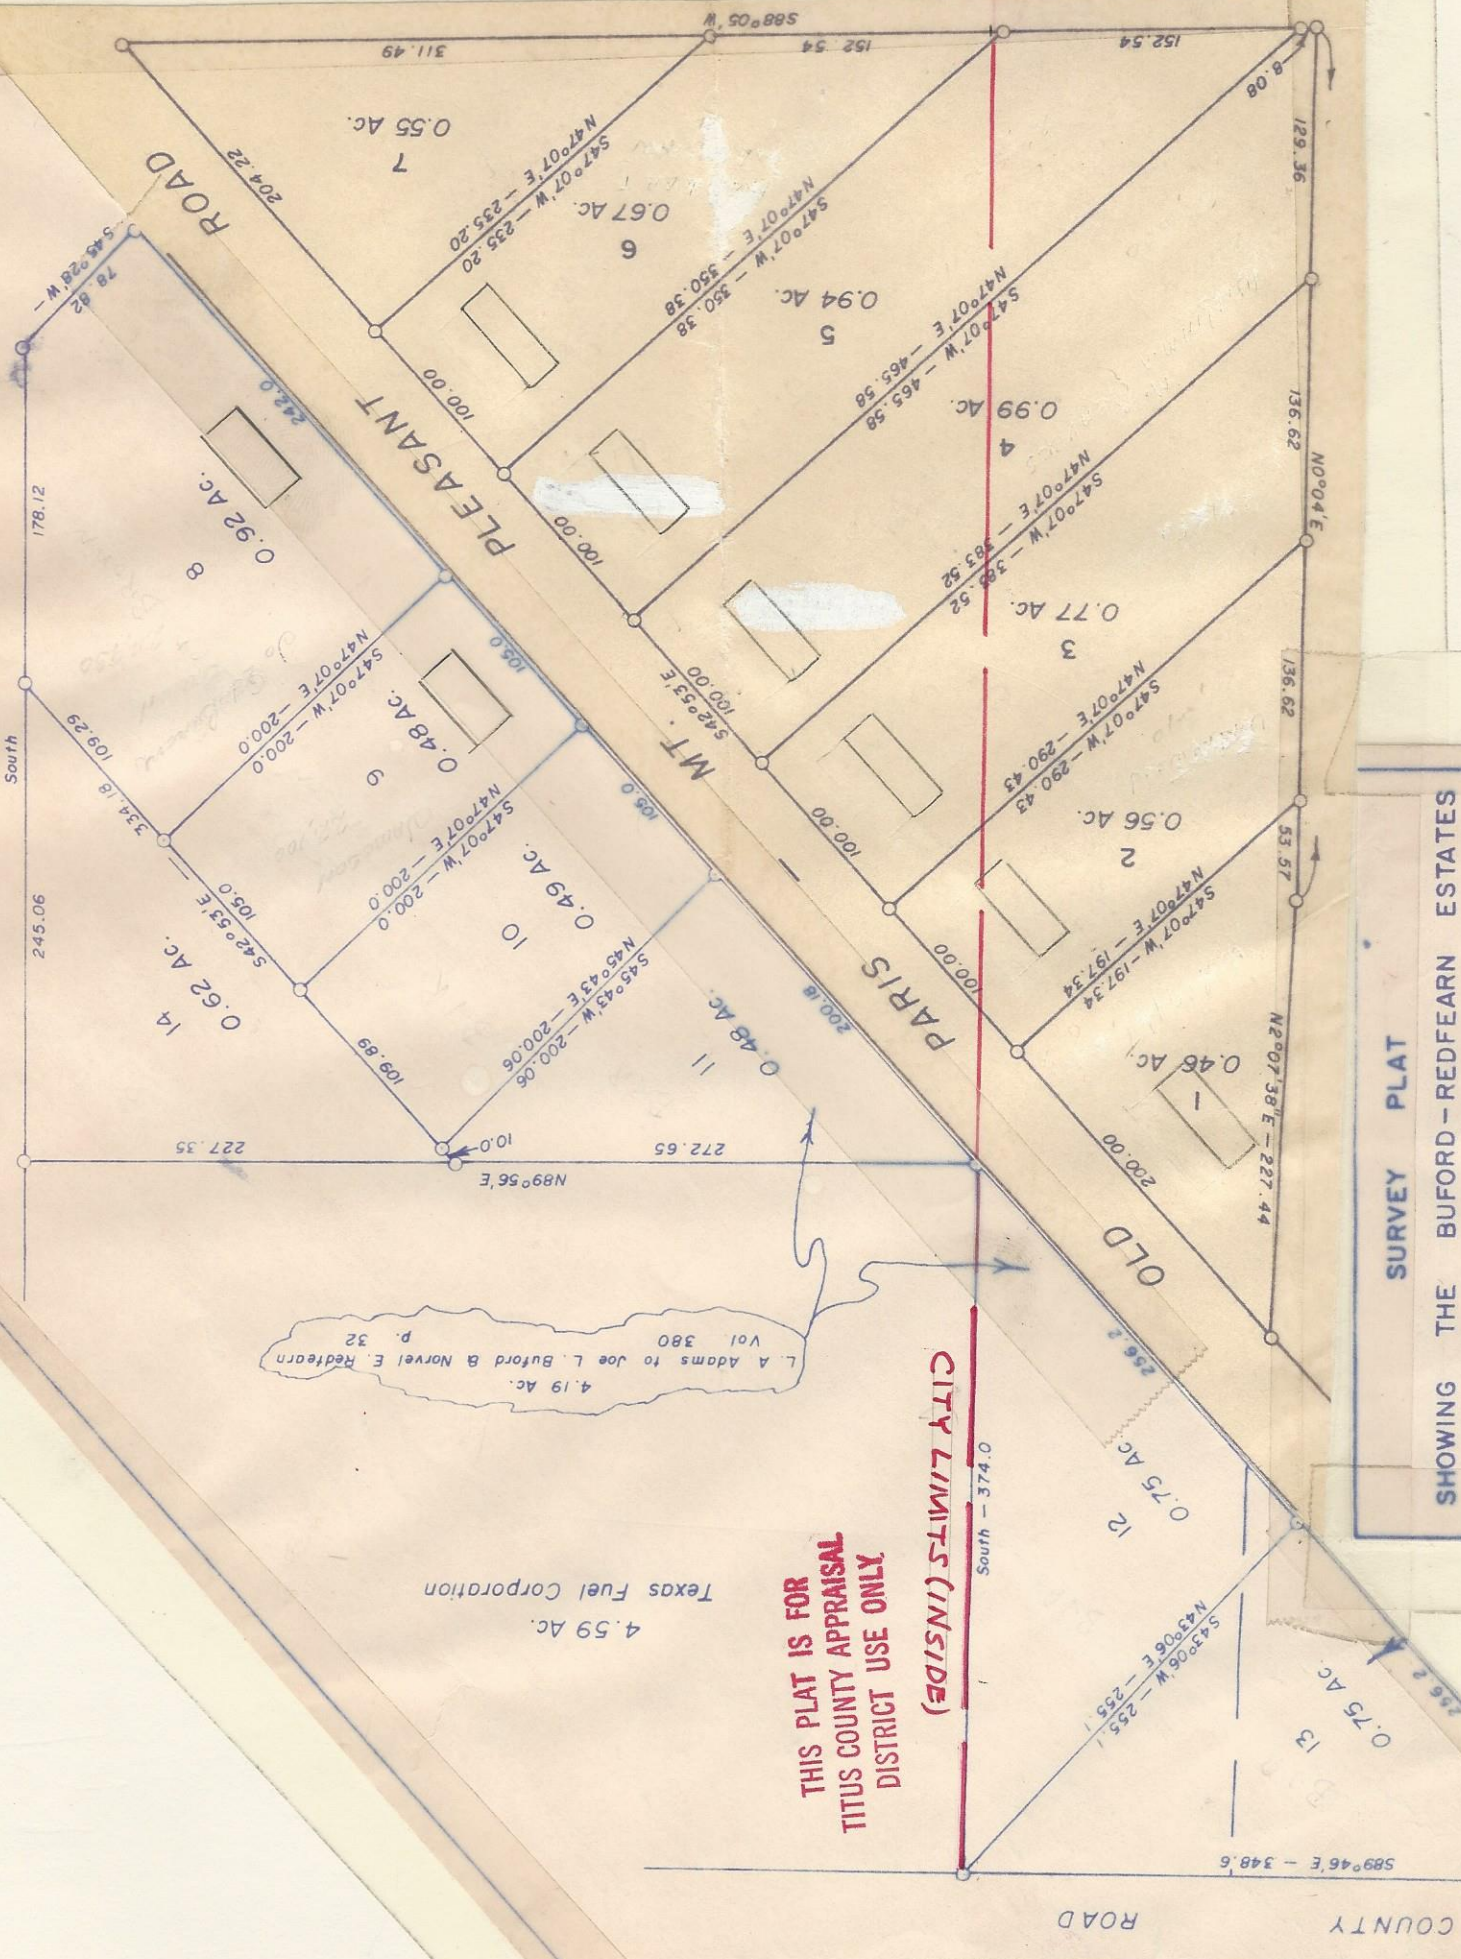 S88°05'W
311.49
152.54
152.54
8.08
129.36
136.62
N0°04'E
136.62
53.57
N2°07'38"E – 227.44
204.22
7
0.55 Ac.
S47°07'W – 235.20
N47°07'E – 235.20
6
0.67 Ac.
S47°07'W – 350.38
N47°07'E – 350.38
5
0.94 Ac.
S47°07'W – 465.58
N47°07'E – 465.58
4
0.99 Ac.
S47°07'W – 383.52
N47°07'E – 383.52
3
0.77 Ac.
S47°07'W – 290.43
N47°07'E – 290.43
2
0.56 Ac.
S47°07'W – 197.34
N47°07'E – 197.34
1
0.46 Ac.
100.00
100.00
S42°53'E
100.00
100.00
100.00
200.00
OLD PARIS MT. PLEASANT ROAD
S45°28'W –
78.82
242.0
105.0
105.0
200.18
256.2
256.2
178.12
South
245.06
8
0.92 Ac.
S47°07'W – 200.0
N47°07'E – 200.0
9
0.48 Ac.
S47°07'W – 200.0
N47°07'E – 200.0
10
0.49 Ac.
S45°43'W – 200.06
N45°43'E – 200.06
11
0.48 Ac.
109.29
334.18
S42°53'E
105.0
109.89
14
0.62 Ac.
227.35
10.0
272.65
N89°56'E
4.19 Ac.
L. A. Adams to Joe L. Buford & Norvel E. Redfearn
Vol. 380 p. 32
4.59 Ac.
Texas Fuel Corporation
CITY LIMITS (INSIDE)
South – 374.0
12
0.75 Ac.
S43°06'W – 255.1
N43°06'E – 255.1
13
0.75 Ac.
S89°46'E – 348.6
COUNTY ROAD
THIS PLAT IS FOR
TITUS COUNTY APPRAISAL
DISTRICT USE ONLY.
SURVEY PLAT
SHOWING THE BUFORD–REDFEARN ESTATES